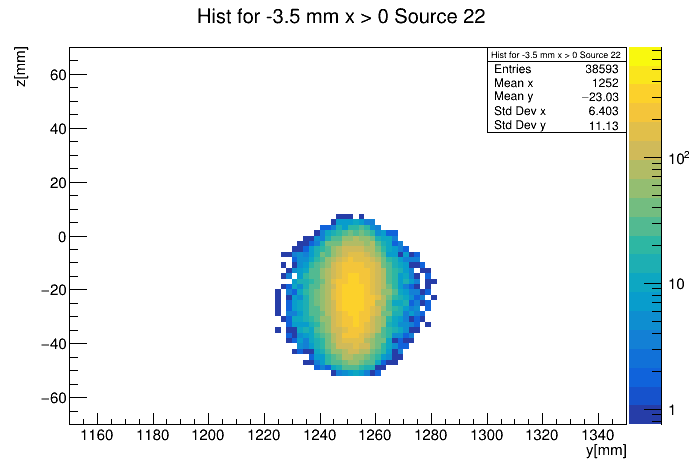 Hist for -3.5 mm x > 0 Source 22
z[mm]
Hist for -3.5 mm x > 0 Source 22
Entries 38593
Mean x 1252
Mean y −23.03
Std Dev x 6.403
Std Dev y 11.13
60
40
20
0
−20
−40
−60
10²
10
1
1160 1180 1200 1220 1240 1260 1280 1300 1320 1340
y[mm]